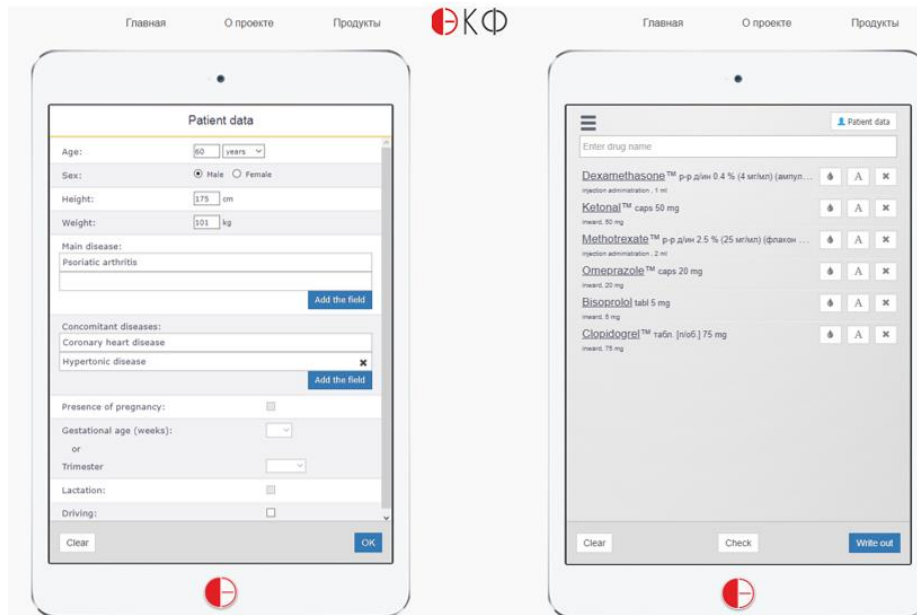 Главная О проекте Продукты
ЭКФ
Главная О проекте Продукты
Patient data
Age: 60 years
Sex: Male Female
Height: 175 cm
Weight: 101 kg
Main disease:
Psoriatic arthritis
Add the field
Concomitant diseases:
Coronary heart disease
Hypertonic disease
Add the field
Presence of pregnancy:
Gestational age (weeks):
or
Trimester
Lactation:
Driving:
Clear OK
Patient data
Enter drug name
Dexamethasone™ р-р д/ин 0.4 % (4 мг/мл) (ампул... A
injection administration , 1 ml
Ketonal™ caps 50 mg A
inward, 50 mg
Methotrexate™ р-р д/ин 2.5 % (25 мг/мл) (флакон ... A
injection administration , 2 ml
Omeprazole™ caps 20 mg A
inward, 20 mg
Bisoprolol tabl 5 mg A
inward, 5 mg
Clopidogrel™ табл. [п/об.] 75 mg A
inward, 75 mg
Clear Check Write out